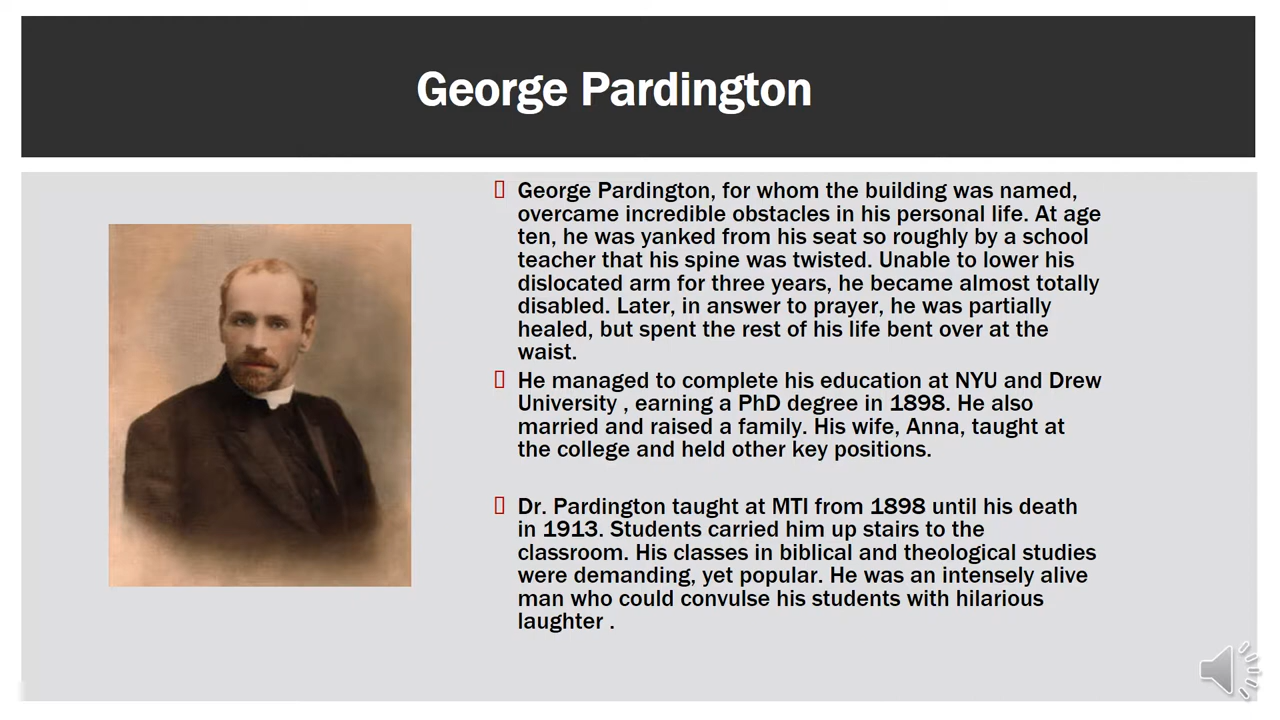 George Pardington
George Pardington, for whom the building was named,
overcame incredible obstacles in his personal life. At age
ten, he was yanked from his seat so roughly by a school
teacher that his spine was twisted. Unable to lower his
dislocated arm for three years, he became almost totally
disabled. Later, in answer to prayer, he was partially
healed, but spent the rest of his life bent over at the
waist.
He managed to complete his education at NYU and Drew
University , earning a PhD degree in 1898. He also
married and raised a family. His wife, Anna, taught at
the college and held other key positions.
Dr. Pardington taught at MTI from 1898 until his death
in 1913. Students carried him up stairs to the
classroom. His classes in biblical and theological studies
were demanding, yet popular. He was an intensely alive
man who could convulse his students with hilarious
laughter .